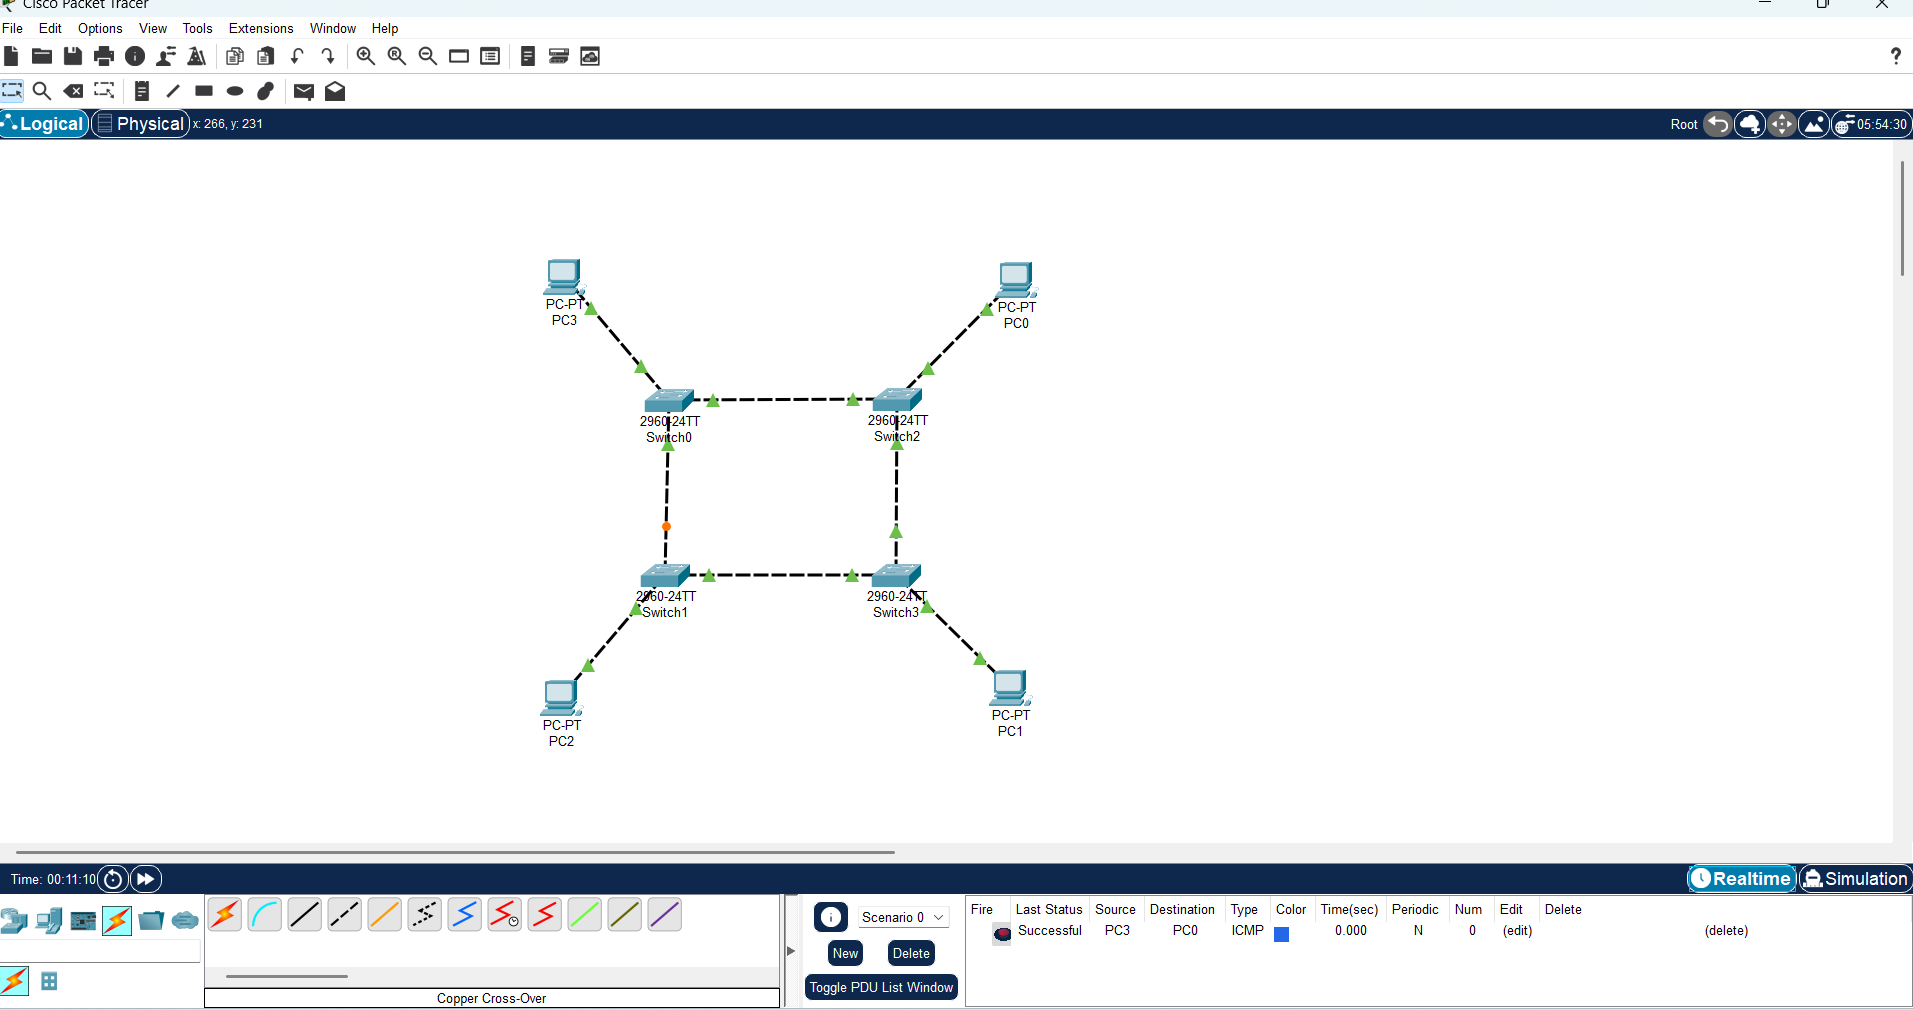 Cisco Packet Tracer
File Edit Options View Tools Extensions Window Help
?
Logical Physical x: 266, y: 231 Root 05:54:30
PC-PT
PC3
PC-PT
PC0
2960-24TT
Switch0
2960-24TT
Switch2
2960-24TT
Switch1
2960-24TT
Switch3
PC-PT
PC2
PC-PT
PC1
Time: 00:11:10 Realtime Simulation
Scenario 0
New Delete
Toggle PDU List Window
Copper Cross-Over
Fire Last Status Source Destination Type Color Time(sec) Periodic Num Edit Delete
Successful PC3 PC0 ICMP 0.000 N 0 (edit) (delete)